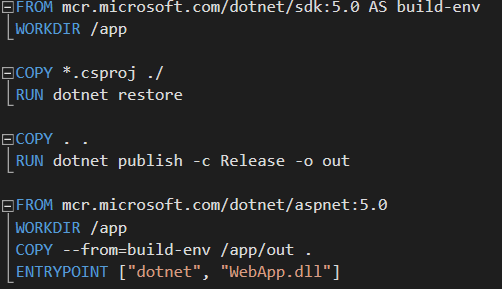 FROM mcr.microsoft.com/dotnet/sdk:5.0 AS build-env
WORKDIR /app
COPY *.csproj ./
RUN dotnet restore
COPY . .
RUN dotnet publish -c Release -o out
FROM mcr.microsoft.com/dotnet/aspnet:5.0
WORKDIR /app
COPY --from=build-env /app/out .
ENTRYPOINT ["dotnet", "WebApp.dll"]